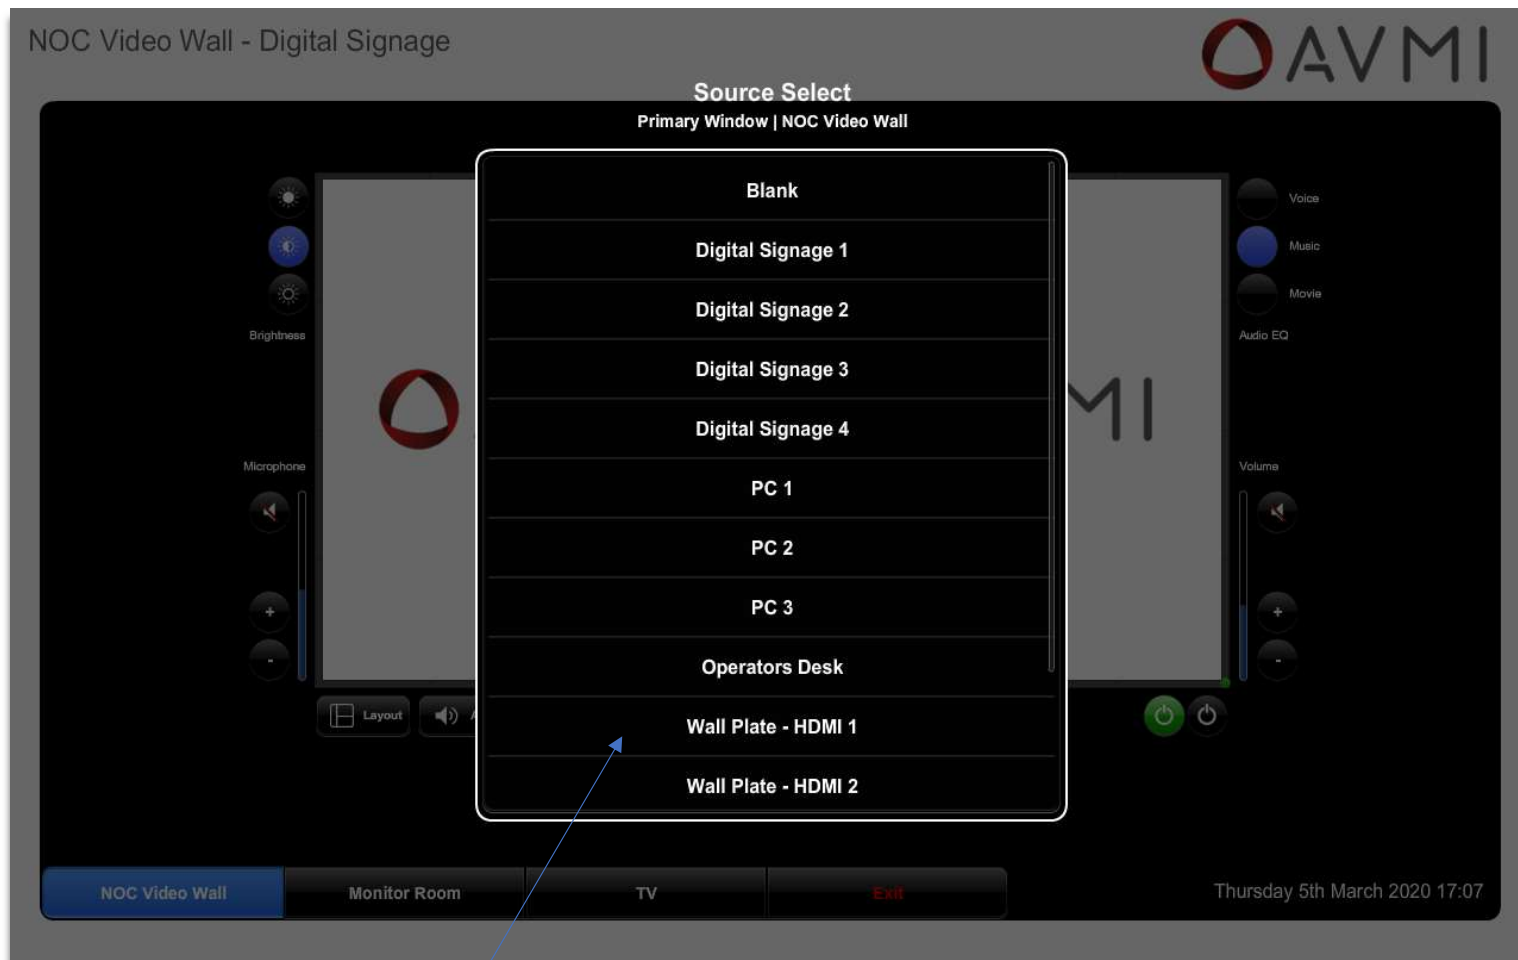 NOC Video Wall - Digital Signage
AVMI
Source Select
Primary Window | NOC Video Wall
Blank
Digital Signage 1
Digital Signage 2
Digital Signage 3
Digital Signage 4
PC 1
PC 2
PC 3
Operators Desk
Wall Plate - HDMI 1
Wall Plate - HDMI 2
Brightness
Microphone
+
-
Voice
Music
Movie
Audio EQ
MI
Volume
+
-
Layout
NOC Video Wall
Monitor Room
TV
Exit
Thursday 5th March 2020 17:07